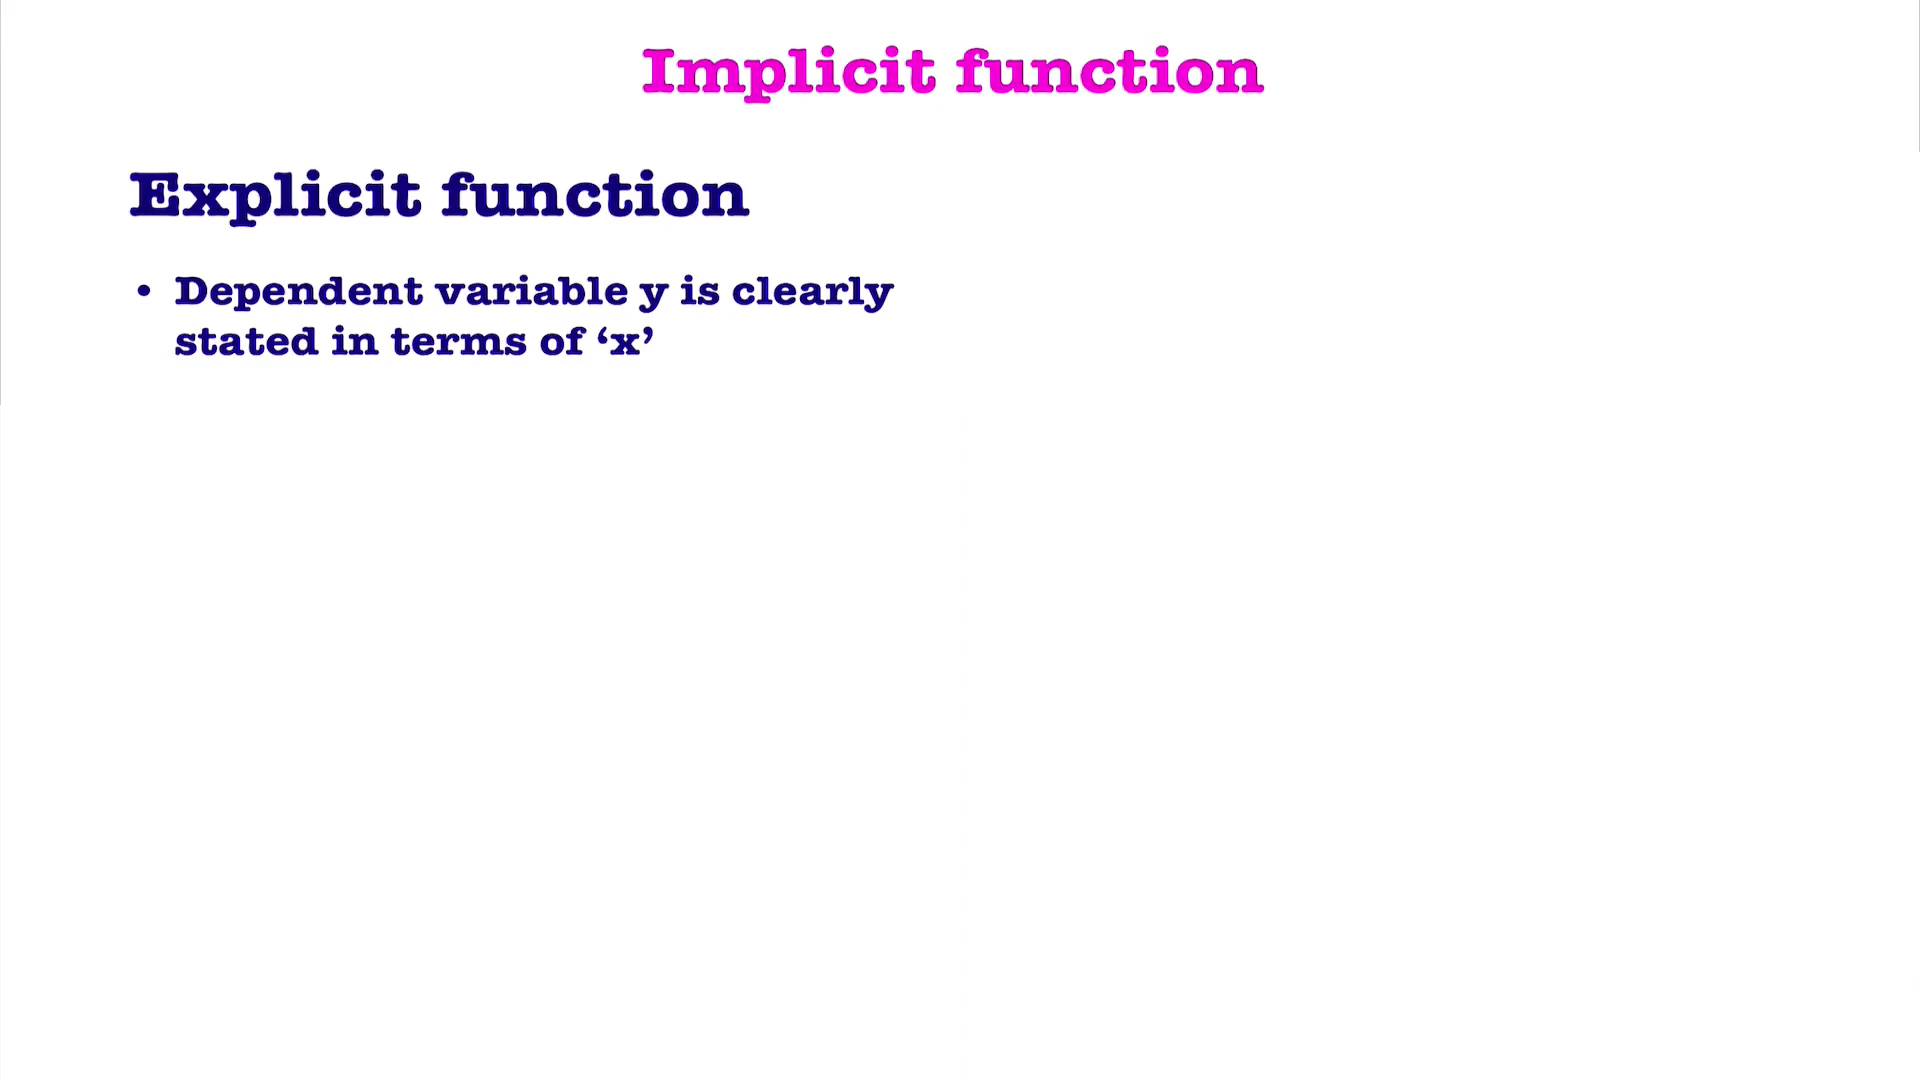 Implicit function
Explicit function
• Dependent variable y is clearly
stated in terms of ‘x’